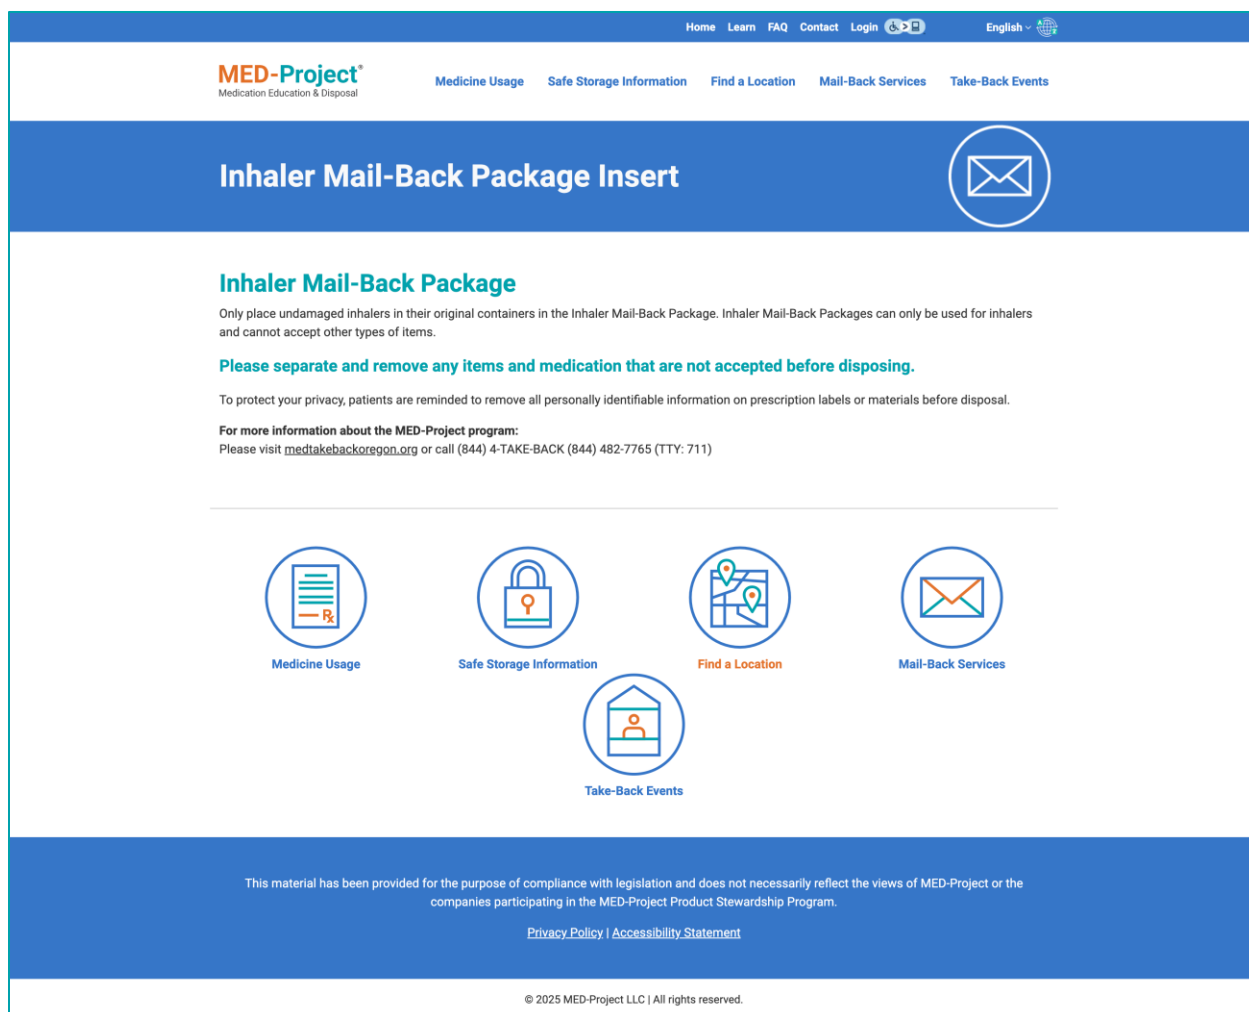 Home Learn FAQ Contact Login English
MED-Project®
Medication Education & Disposal
Medicine Usage Safe Storage Information Find a Location Mail-Back Services Take-Back Events
Inhaler Mail-Back Package Insert
Inhaler Mail-Back Package
Only place undamaged inhalers in their original containers in the Inhaler Mail-Back Package. Inhaler Mail-Back Packages can only be used for inhalers
and cannot accept other types of items.
Please separate and remove any items and medication that are not accepted before disposing.
To protect your privacy, patients are reminded to remove all personally identifiable information on prescription labels or materials before disposal.
For more information about the MED-Project program:
Please visit medtakebackoregon.org or call (844) 4-TAKE-BACK (844) 482-7765 (TTY: 711)
Rx
Medicine Usage Safe Storage Information Find a Location Mail-Back Services
Take-Back Events
This material has been provided for the purpose of compliance with legislation and does not necessarily reflect the views of MED-Project or the
companies participating in the MED-Project Product Stewardship Program.
Privacy Policy | Accessibility Statement
© 2025 MED-Project LLC | All rights reserved.